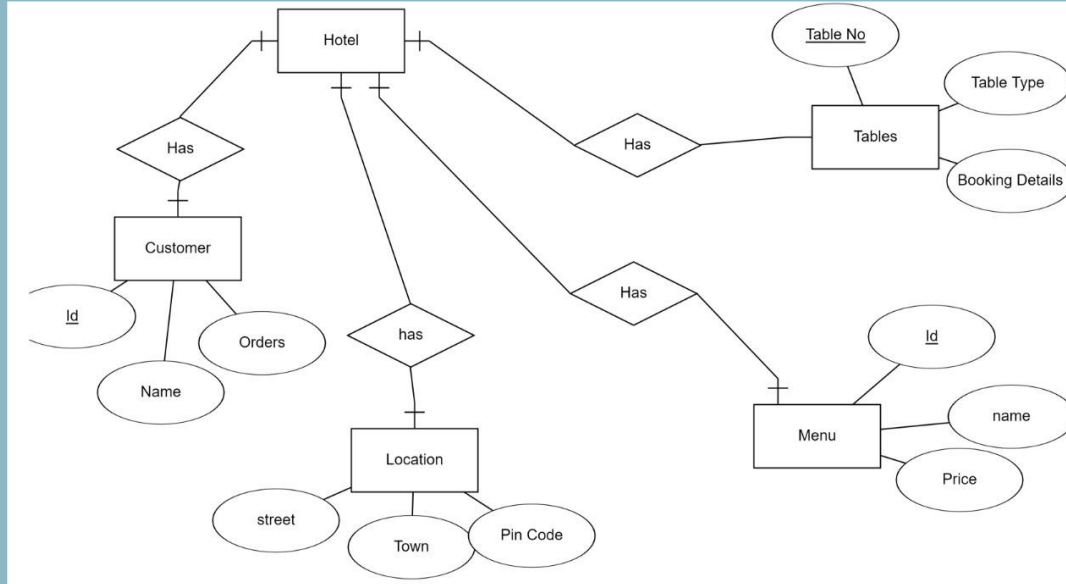 Hotel
Table No
Table Type
Has
Has
Tables
Booking Details
Customer
Has
Id
Orders
has
Id
Name
name
Menu
Location
Price
street
Pin Code
Town